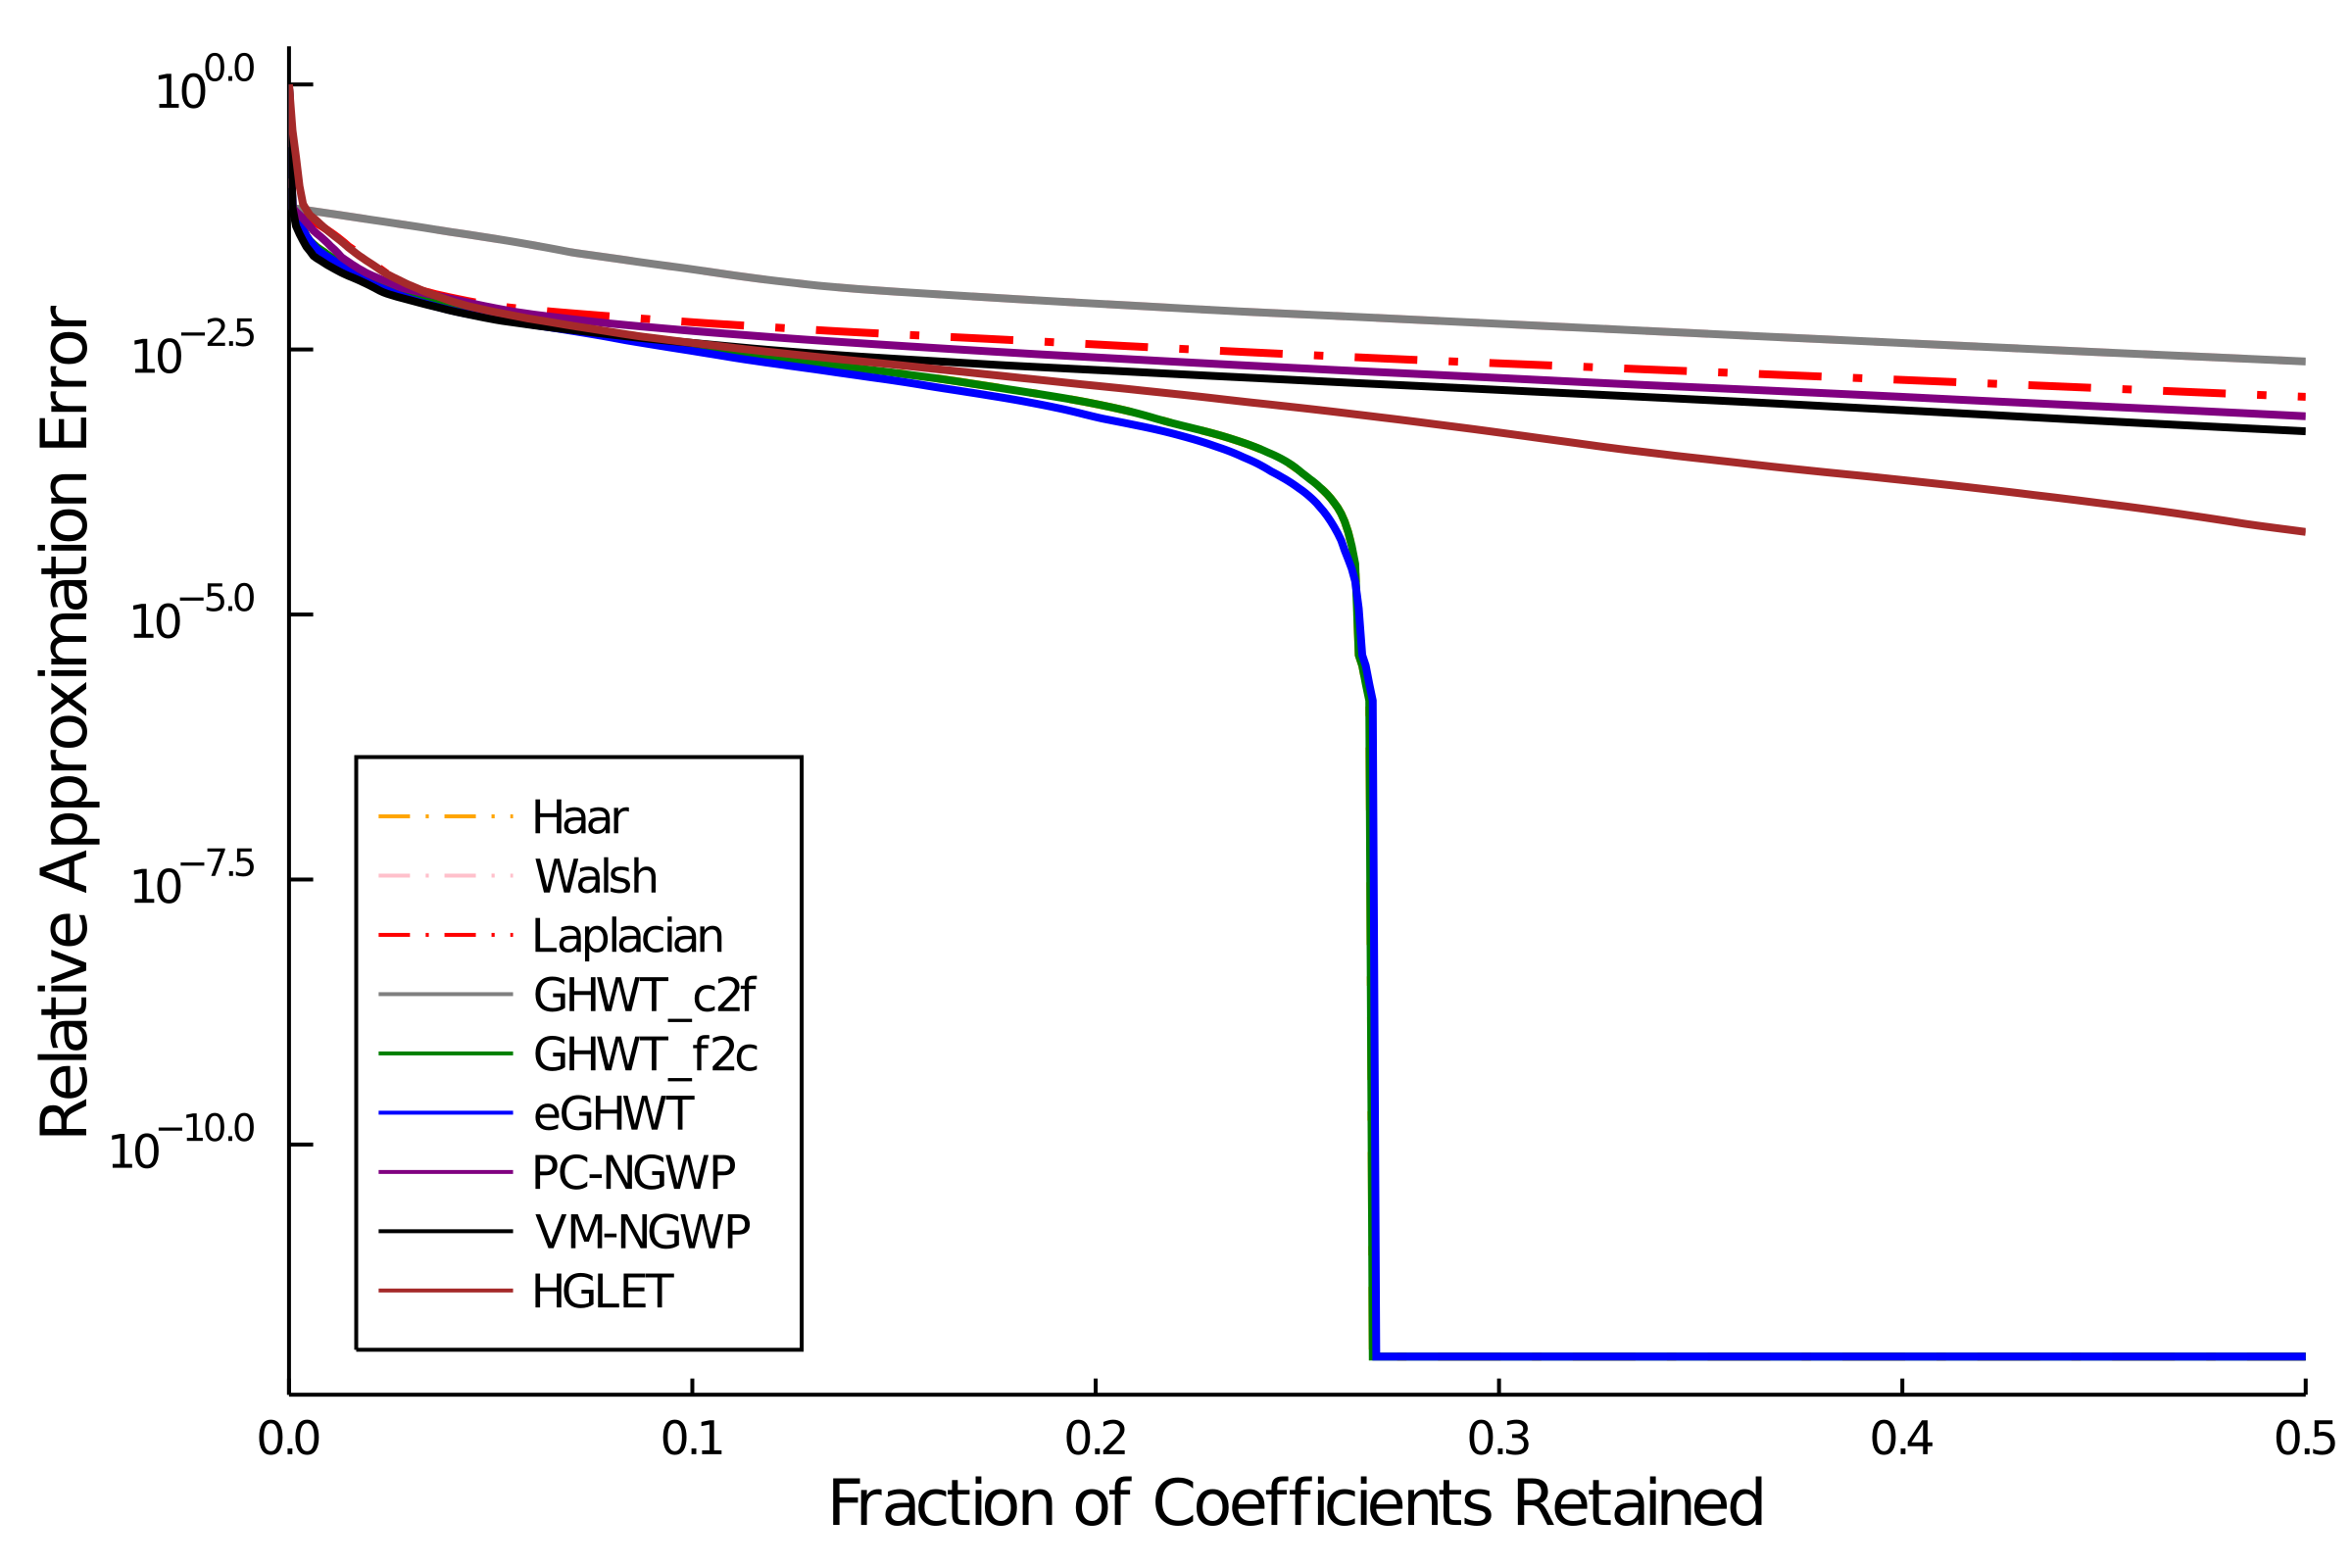 Relative Approximation Error
10^0.0
10^−2.5
10^−5.0
10^−7.5
10^−10.0
Haar
Walsh
Laplacian
GHWT_c2f
GHWT_f2c
eGHWT
PC-NGWP
VM-NGWP
HGLET
0.0 0.1 0.2 0.3 0.4 0.5
Fraction of Coefficients Retained